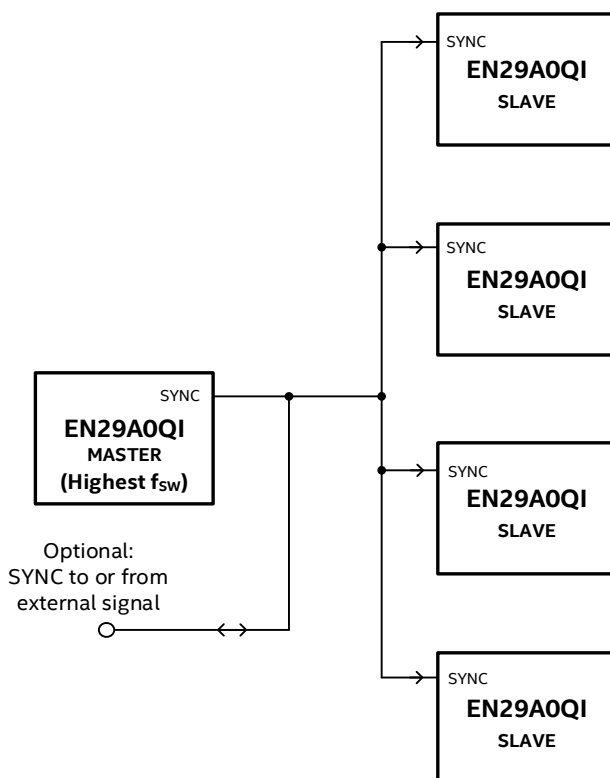 SYNC
EN29A0QI
SLAVE
SYNC
EN29A0QI
SLAVE
SYNC
EN29A0QI
MASTER
(Highest fSW)
Optional:
SYNC to or from
external signal
SYNC
EN29A0QI
SLAVE
SYNC
EN29A0QI
SLAVE